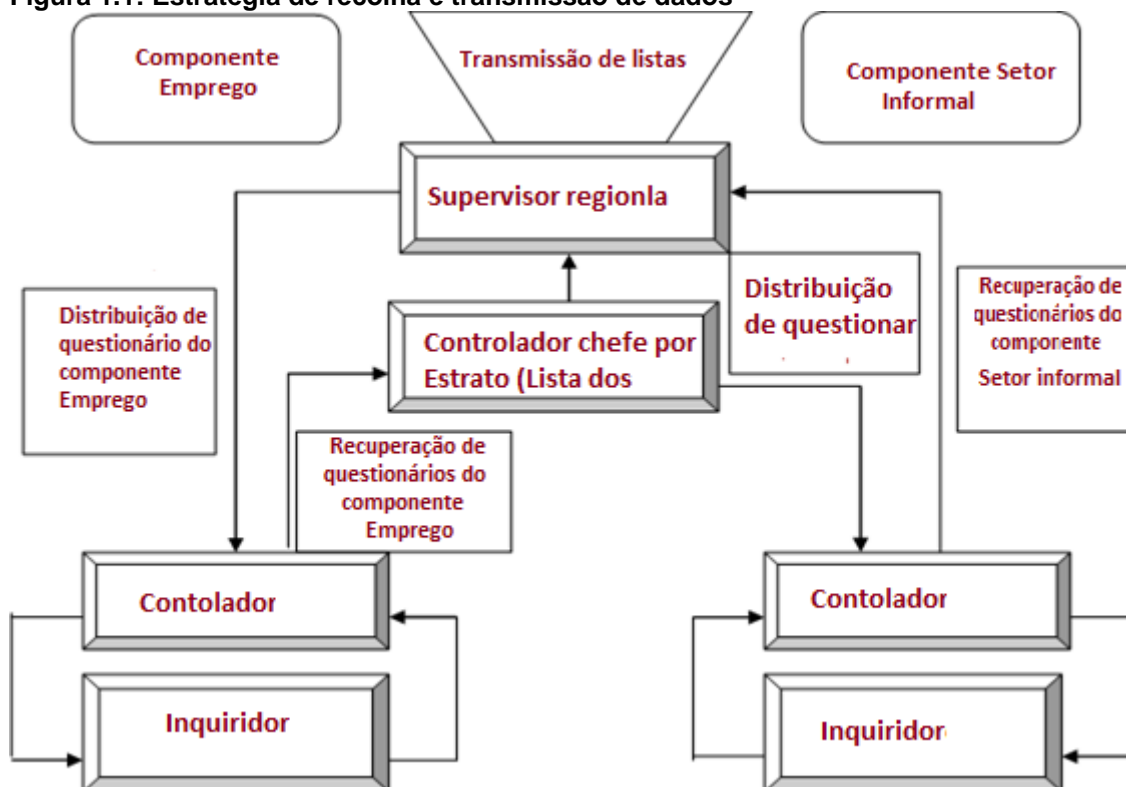 Figura 1.1: Estratégia de recolha e transmissão de dados
Componente
Emprego
Transmissão de listas
Componente Setor
Informal
Supervisor regionla
Distribuição de
questionário do
componente
Emprego
Controlador chefe por
Estrato (Lista dos
Distribuição
de questionar
Recuperação de
questionários do
componente
Setor informal
Recuperação de
questionários do
componente
Emprego
Contolador
Inquiridor
Contolador
Inquiridor